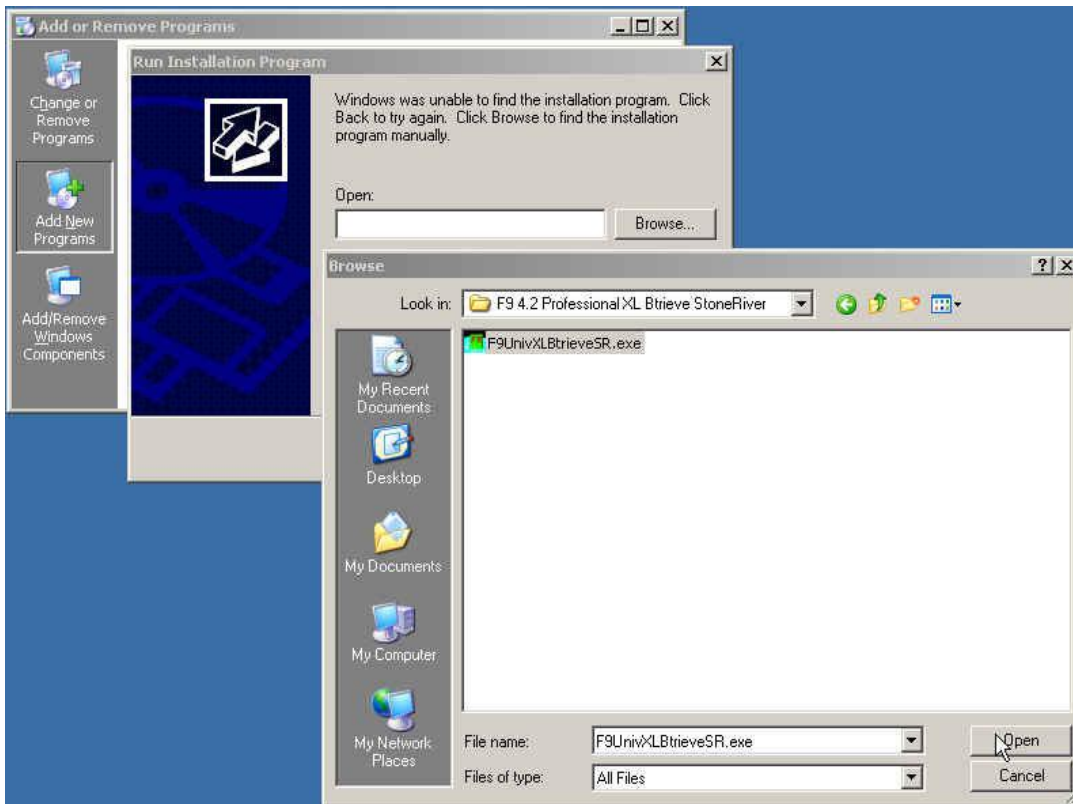 Add or Remove Programs
Change or
Remove
Programs
Add New
Programs
Add/Remove
Windows
Components
Run Installation Program
Windows was unable to find the installation program. Click
Back to try again. Click Browse to find the installation
program manually.
Open:
Browse...
Browse
Look in:
F9 4.2 Professional XL Btrieve StoneRiver
F9UnivXLBtrieveSR.exe
My Recent
Documents
Desktop
My Documents
My Computer
My Network
Places
File name:
F9UnivXLBtrieveSR.exe
Open
Files of type:
All Files
Cancel